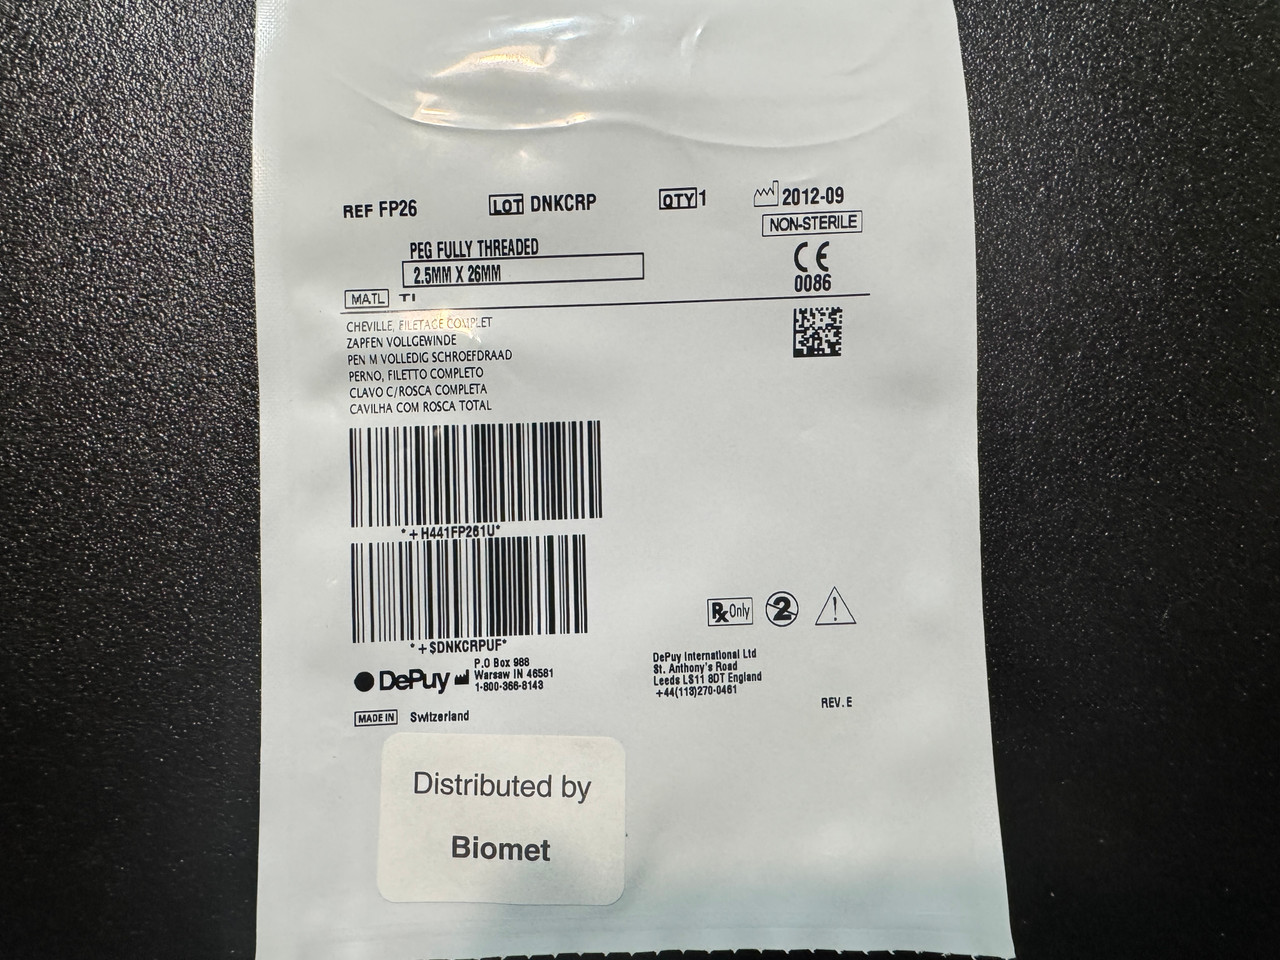 REF FP26 LOT DNKCRP QTY 1 2012-09
NON-STERILE
PEG FULLY THREADED
2.5MM X 26MM
CE
0086
MATL TI
CHEVILLE, FILETAGE COMPLET
ZAPFEN VOLLGEWINDE
PEN M VOLLEDIG SCHROEFDRAAD
PERNO, FILETTO COMPLETO
CLAVO C/ROSCA COMPLETA
CAVILHA COM ROSCA TOTAL
*+H441FP261U*
*+$DNKCRPUF*
Rx Only 2
DePuy
P.O Box 988
Warsaw IN 46581
1-800-366-8143
DePuy International Ltd
St. Anthony's Road
Leeds LS11 8DT England
+44(113)270-0461
REV. E
MADE IN Switzerland
Distributed by
Biomet